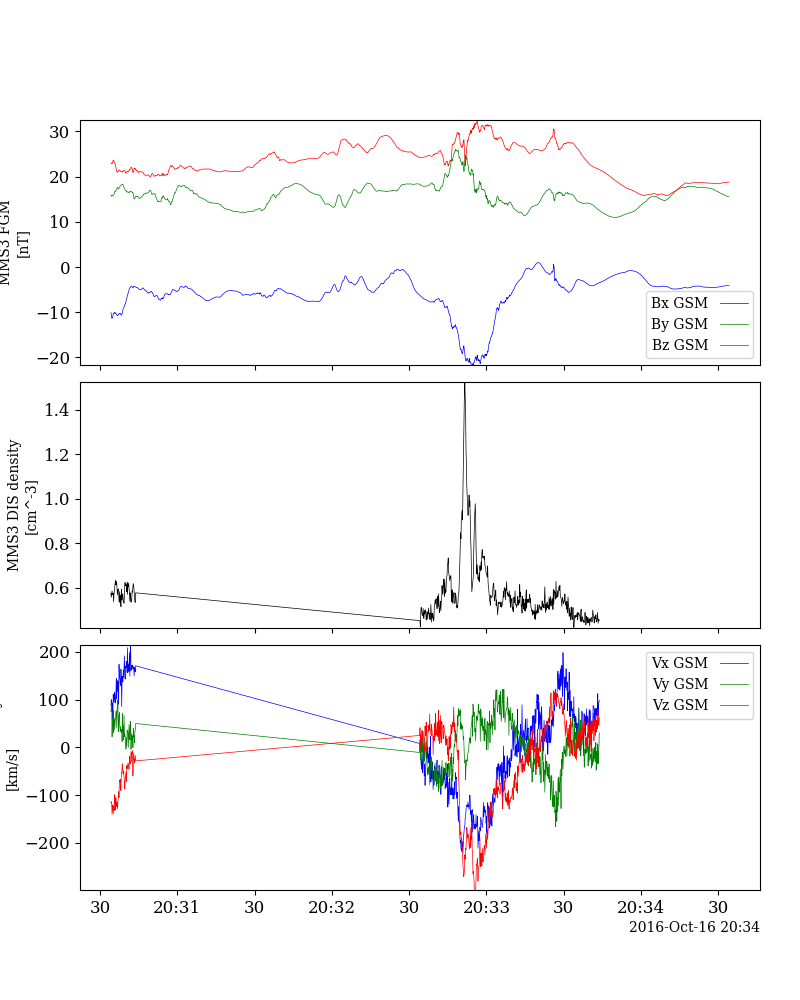 30
20
10
0
−10
−20
MMS3 FGM
[nT]
Bx GSM
By GSM
Bz GSM
1.4
1.2
1.0
0.8
0.6
MMS3 DIS density
[cm^-3]
200
100
0
−100
−200
[km/s]
Vx GSM
Vy GSM
Vz GSM
30 20:31 30 20:32 30 20:33 30 20:34 30
2016-Oct-16 20:34